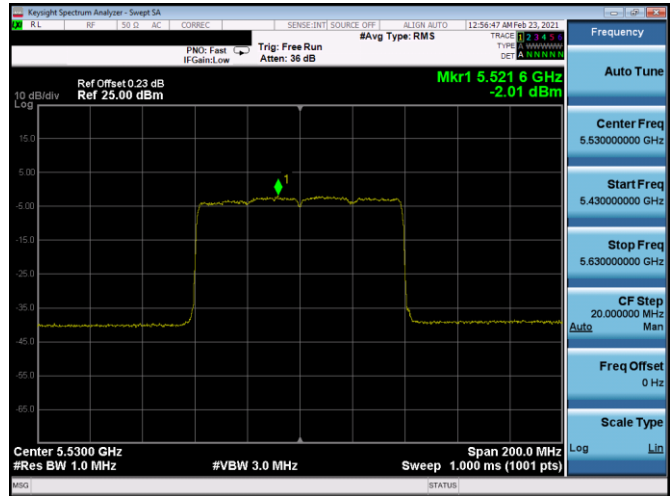 Keysight Spectrum Analyzer - Swept SA
RL RF 50 Ω AC CORREC SENSE:INT SOURCE OFF ALIGN AUTO 12:56:47 AM Feb 23, 2021
#Avg Type: RMS
TRACE 1 2 3 4 5 6
PNO: Fast Trig: Free Run TYPE A WWWWW
IFGain:Low Atten: 36 dB DET A N N N N N
Mkr1 5.521 6 GHz
-2.01 dBm
Ref Offset 0.23 dB
10 dB/div Ref 25.00 dBm
Log
15.0
5.00
1
-5.00
-15.0
-25.0
-35.0
-45.0
-55.0
-65.0
Center 5.5300 GHz Span 200.0 MHz
#Res BW 1.0 MHz #VBW 3.0 MHz Sweep 1.000 ms (1001 pts)
MSG STATUS
Frequency
Auto Tune
Center Freq
5.530000000 GHz
Start Freq
5.430000000 GHz
Stop Freq
5.630000000 GHz
CF Step
20.000000 MHz
Auto Man
Freq Offset
0 Hz
Scale Type
Log Lin